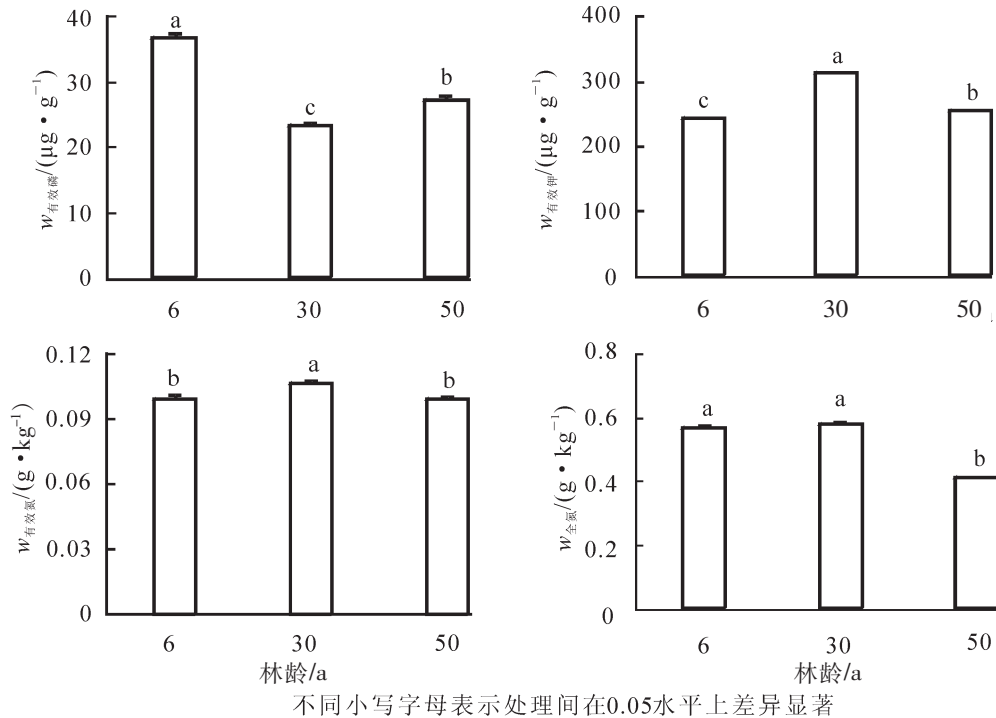 40
30
20
10
0
w有效磷/(μg·g⁻¹)
a
c
b
6 30 50
400
300
200
100
0
w有效钾/(μg·g⁻¹)
c
a
b
6 30 50
0.12
0.09
0.06
0.03
0
w有效氮/(g·kg⁻¹)
b
a
b
6 30 50
林龄/a
0.8
0.6
0.4
0.2
0
w全氮/(g·kg⁻¹)
a
a
b
6 30 50
林龄/a
不同小写字母表示处理间在0.05水平上差异显著